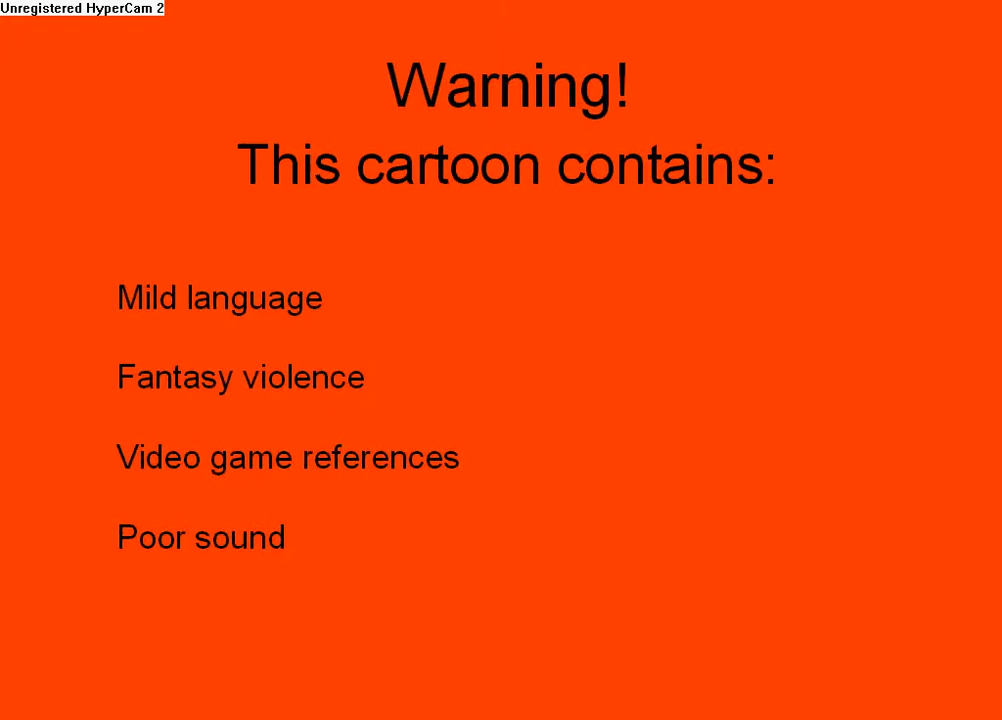 Unregistered HyperCam 2
Warning!
This cartoon contains:
Mild language
Fantasy violence
Video game references
Poor sound